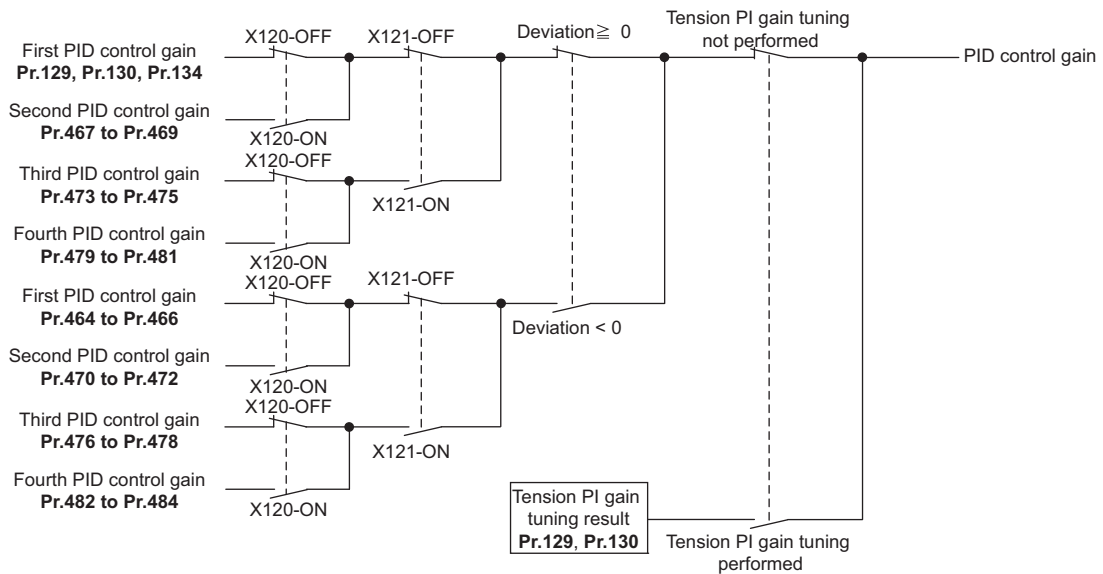 X120-OFF
X121-OFF
Deviation≧ 0
Tension PI gain tuning
not performed
First PID control gain
Pr.129, Pr.130, Pr.134
PID control gain
Second PID control gain
Pr.467 to Pr.469
X120-ON
X120-OFF
Third PID control gain
Pr.473 to Pr.475
X121-ON
Fourth PID control gain
Pr.479 to Pr.481
X120-ON
X120-OFF
X121-OFF
First PID control gain
Pr.464 to Pr.466
Deviation < 0
Second PID control gain
Pr.470 to Pr.472
X120-ON
X120-OFF
Third PID control gain
Pr.476 to Pr.478
X121-ON
Fourth PID control gain
Pr.482 to Pr.484
X120-ON
Tension PI gain
tuning result
Pr.129, Pr.130
Tension PI gain tuning
performed